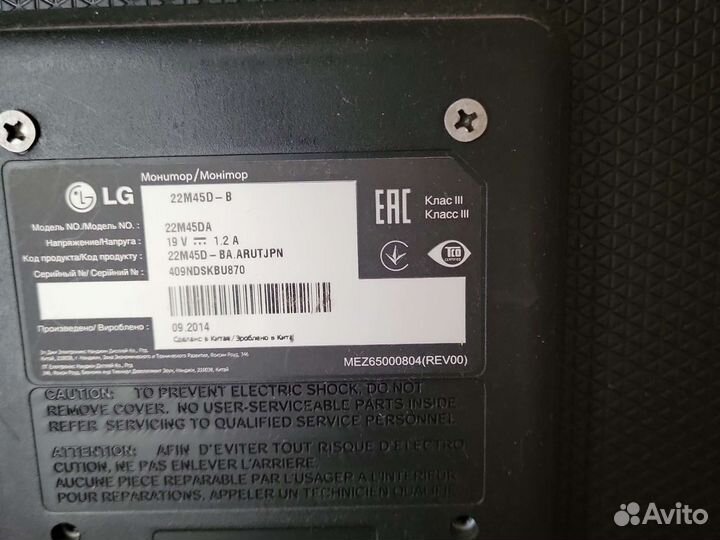 Монитор/Монітор
LG
22M45D-B
Модель NO./Модель NO. : 22M45DA
Напряжение/Напруга : 19 V 1.2 A
Код продукта/Код продукту : 22M45D-BA.ARUTJPN
Серийный №/ Серійний № : 409NDSKBU870
EAC
Клас III
Класс III
TCO
CERTIFIED
Произведено/ Вироблено : 09.2014
Сделано в Китае /Зроблено в Китаї
MEZ65000804(REV00)
CAUTION: TO PREVENT ELECTRIC SHOCK, DO NOT
REMOVE COVER. NO USER-SERVICEABLE PARTS INSIDE
REFER SERVICING TO QUALIFIED SERVICE PERSONNEL
ATTENTION: AFIN D'EVITER TOUT RISQUE D'ELECTRO
CUTION, NE PAS ENLEVER L'ARRIERE.
AUCUNE PIECE REPARABLE PAR L'USAGER A L'INTERIEUR
POUR REPARATIONS, APPELER UN TECHNICIEN QUALIFIE
Avito